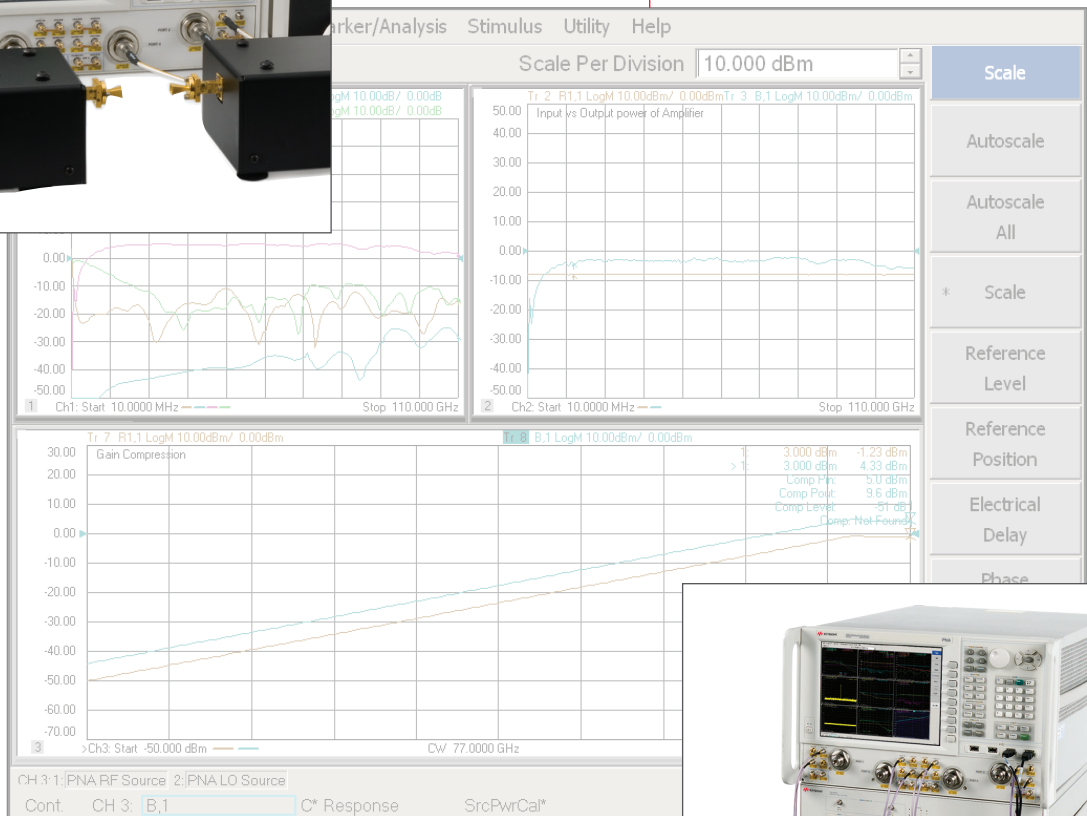 Marker/Analysis Stimulus Utility Help
Scale Per Division 10.000 dBm
Scale
Autoscale
Autoscale
All
* Scale
Reference
Level
Reference
Position
Electrical
Delay
Phase
LogM 10.00dB/ 0.00dB
LogM 10.00dB/ 0.00dB
0.00
-10.00
-20.00
-30.00
-40.00
-50.00
1 Ch1: Start 10.0000 MHz Stop 110.000 GHz
Tr 2 R1,1 LogM 10.00dBm/ 0.00dBm Tr 3 B,1 LogM 10.00dBm/ 0.00dBm
50.00 Input vs Output power of Amplifier
40.00
30.00
20.00
10.00
0.00
-10.00
-20.00
-30.00
-40.00
-50.00
2 Ch2: Start 10.0000 MHz Stop 110.000 GHz
Tr 7 R1,1 LogM 10.00dBm/ 0.00dBm Tr 8 B,1 LogM 10.00dBm/ 0.00dBm
30.00 Gain Compression
20.00
10.00
0.00
-10.00
-20.00
-30.00
-40.00
-50.00
-60.00
-70.00
1: 3.000 dBm -1.23 dBm
> 1: 3.000 dBm 4.33 dBm
Comp Pin: 5.0 dBm
Comp Pout: 9.6 dBm
Comp Level: -51 dB
Comp: Not Found
3 >Ch3: Start -50.000 dBm CW 77.0000 GHz
CH 3: 1: PNA RF Source 2: PNA LO Source
Cont. CH 3: B,1 C* Response SrcPwrCal*